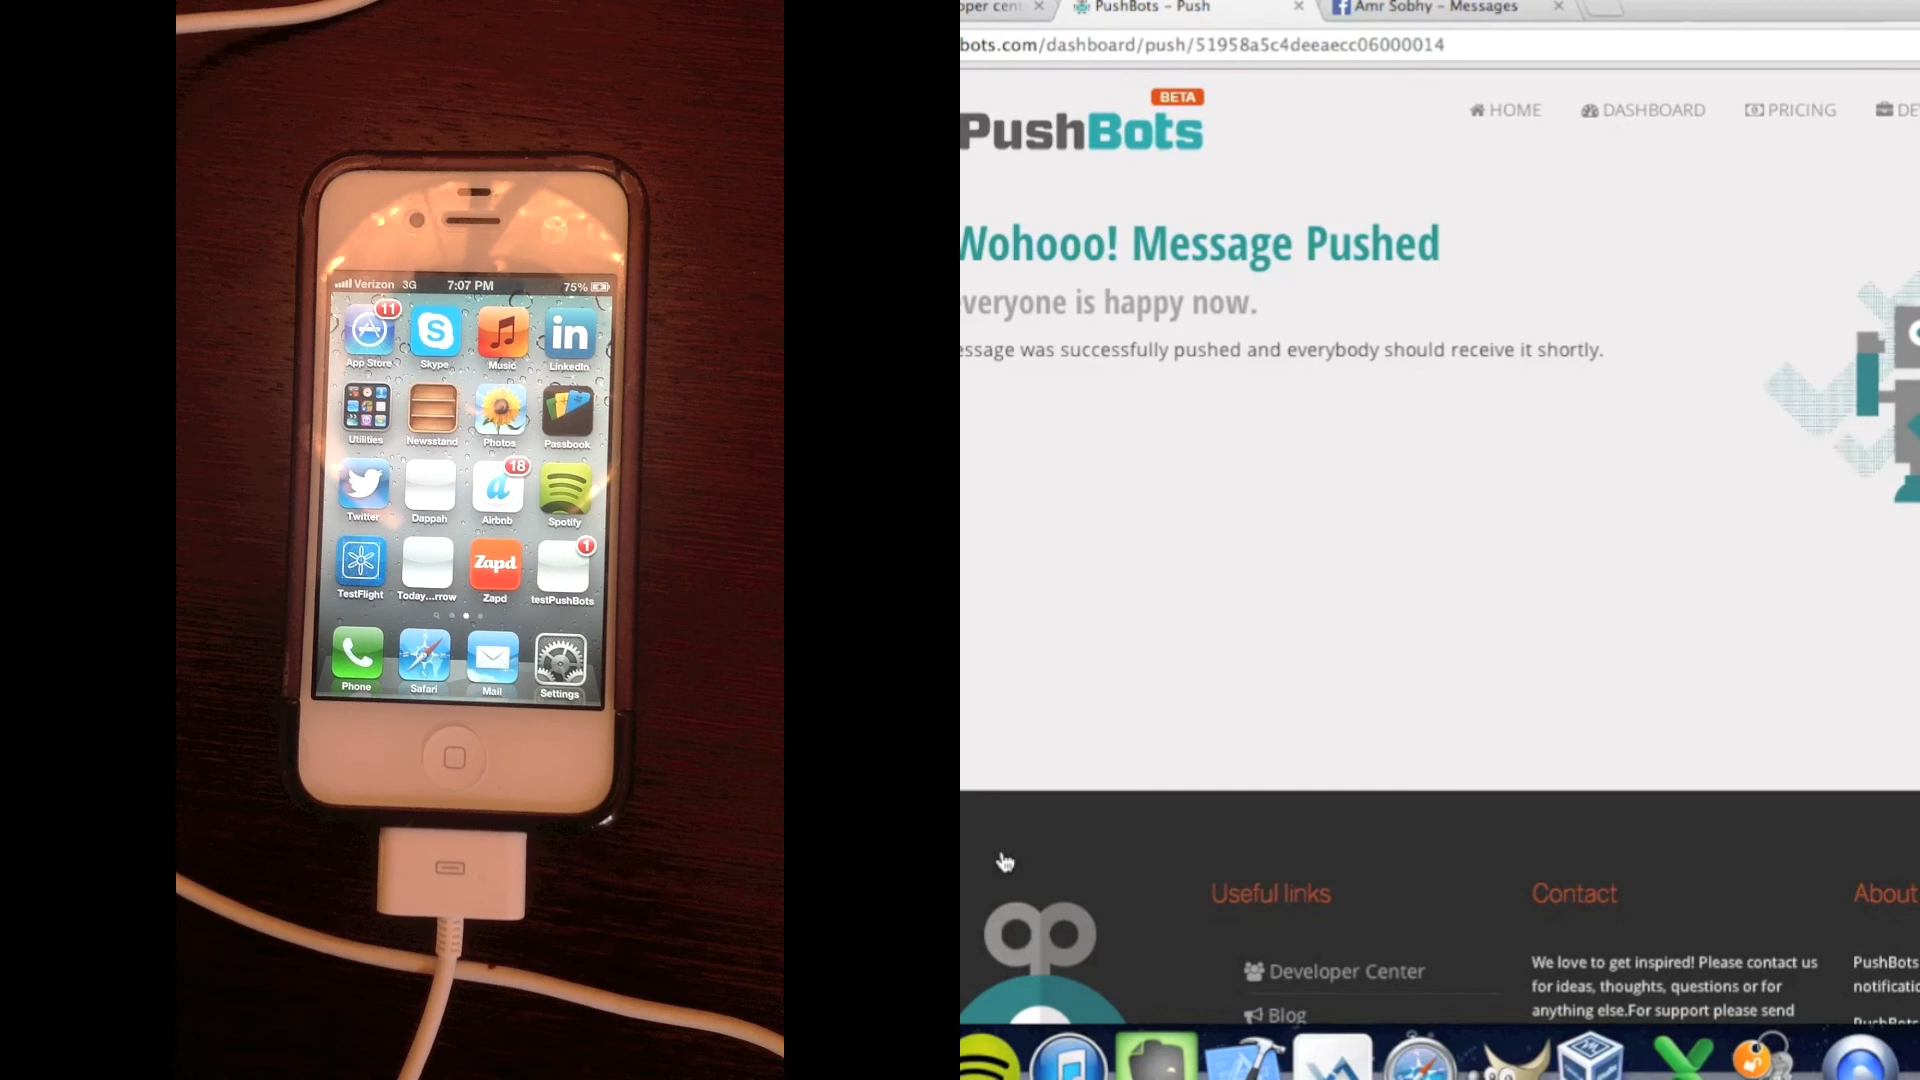 Verizon 3G 7:07 PM 75%
11
App Store Skype Music LinkedIn
Utilities Newsstand Photos Passbook
18
Twitter Dappah Airbnb Spotify
Zapd 1
TestFlight Today...rrow Zapd testPushBots
Phone Safari Mail Settings
PushBots – Push
Amr Sobhy – Messages
bots.com/dashboard/push/51958a5c4deeaecc06000014
BETA
PushBots
HOME DASHBOARD PRICING DE
Wohooo! Message Pushed
veryone is happy now.
essage was successfully pushed and everybody should receive it shortly.
Useful links
Developer Center
Blog
Contact
We love to get inspired! Please contact us
for ideas, thoughts, questions or for
anything else.For support please send
About
PushBots
notificatio